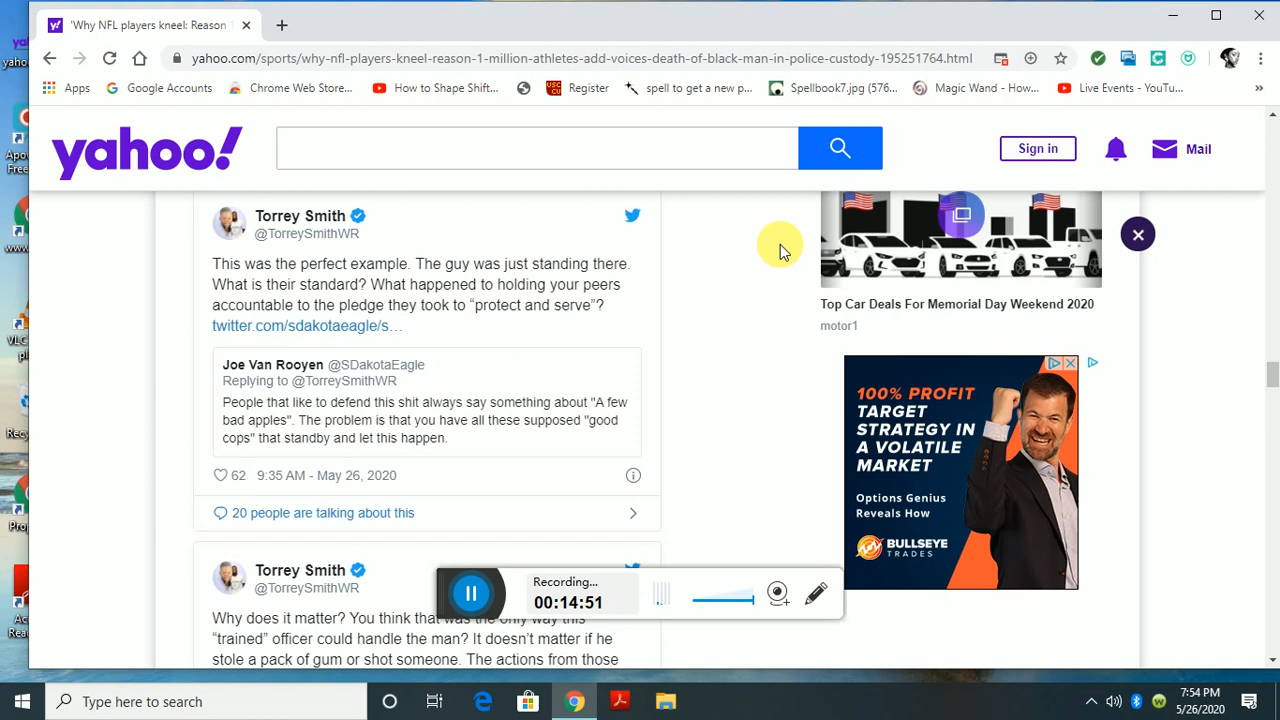 'Why NFL players kneel: Reason
yahoo.com/sports/why-nfl-players-kneel-reason-1-million-athletes-add-voices-death-of-black-man-in-police-custody-195251764.html
Apps
Google Accounts
Chrome Web Store...
How to Shape Shift...
USC
CU
Register
spell to get a new p...
Spellbook7.jpg (576...
Magic Wand - How...
Live Events - YouTu...
»
yahoo!
Sign in
Mail
Torrey Smith
@TorreySmithWR
This was the perfect example. The guy was just standing there.
What is their standard? What happened to holding your peers
accountable to the pledge they took to “protect and serve”?
twitter.com/sdakotaeagle/s…
Joe Van Rooyen @SDakotaEagle
Replying to @TorreySmithWR
People that like to defend this shit always say something about "A few
bad apples". The problem is that you have all these supposed "good
cops" that standby and let this happen.
62 9:35 AM - May 26, 2020
20 people are talking about this
Torrey Smith
@TorreySmithWR
Why does it matter? You think that was the only way this
“trained” officer could handle the man? It doesn’t matter if he
stole a pack of gum or shot someone. The actions from those
Top Car Deals For Memorial Day Weekend 2020
motor1
100% PROFIT
TARGET
STRATEGY IN
A VOLATILE
MARKET
Options Genius
Reveals How
BULLSEYE
TRADES
Recording...
00:14:51
Type here to search
7:54 PM
5/26/2020